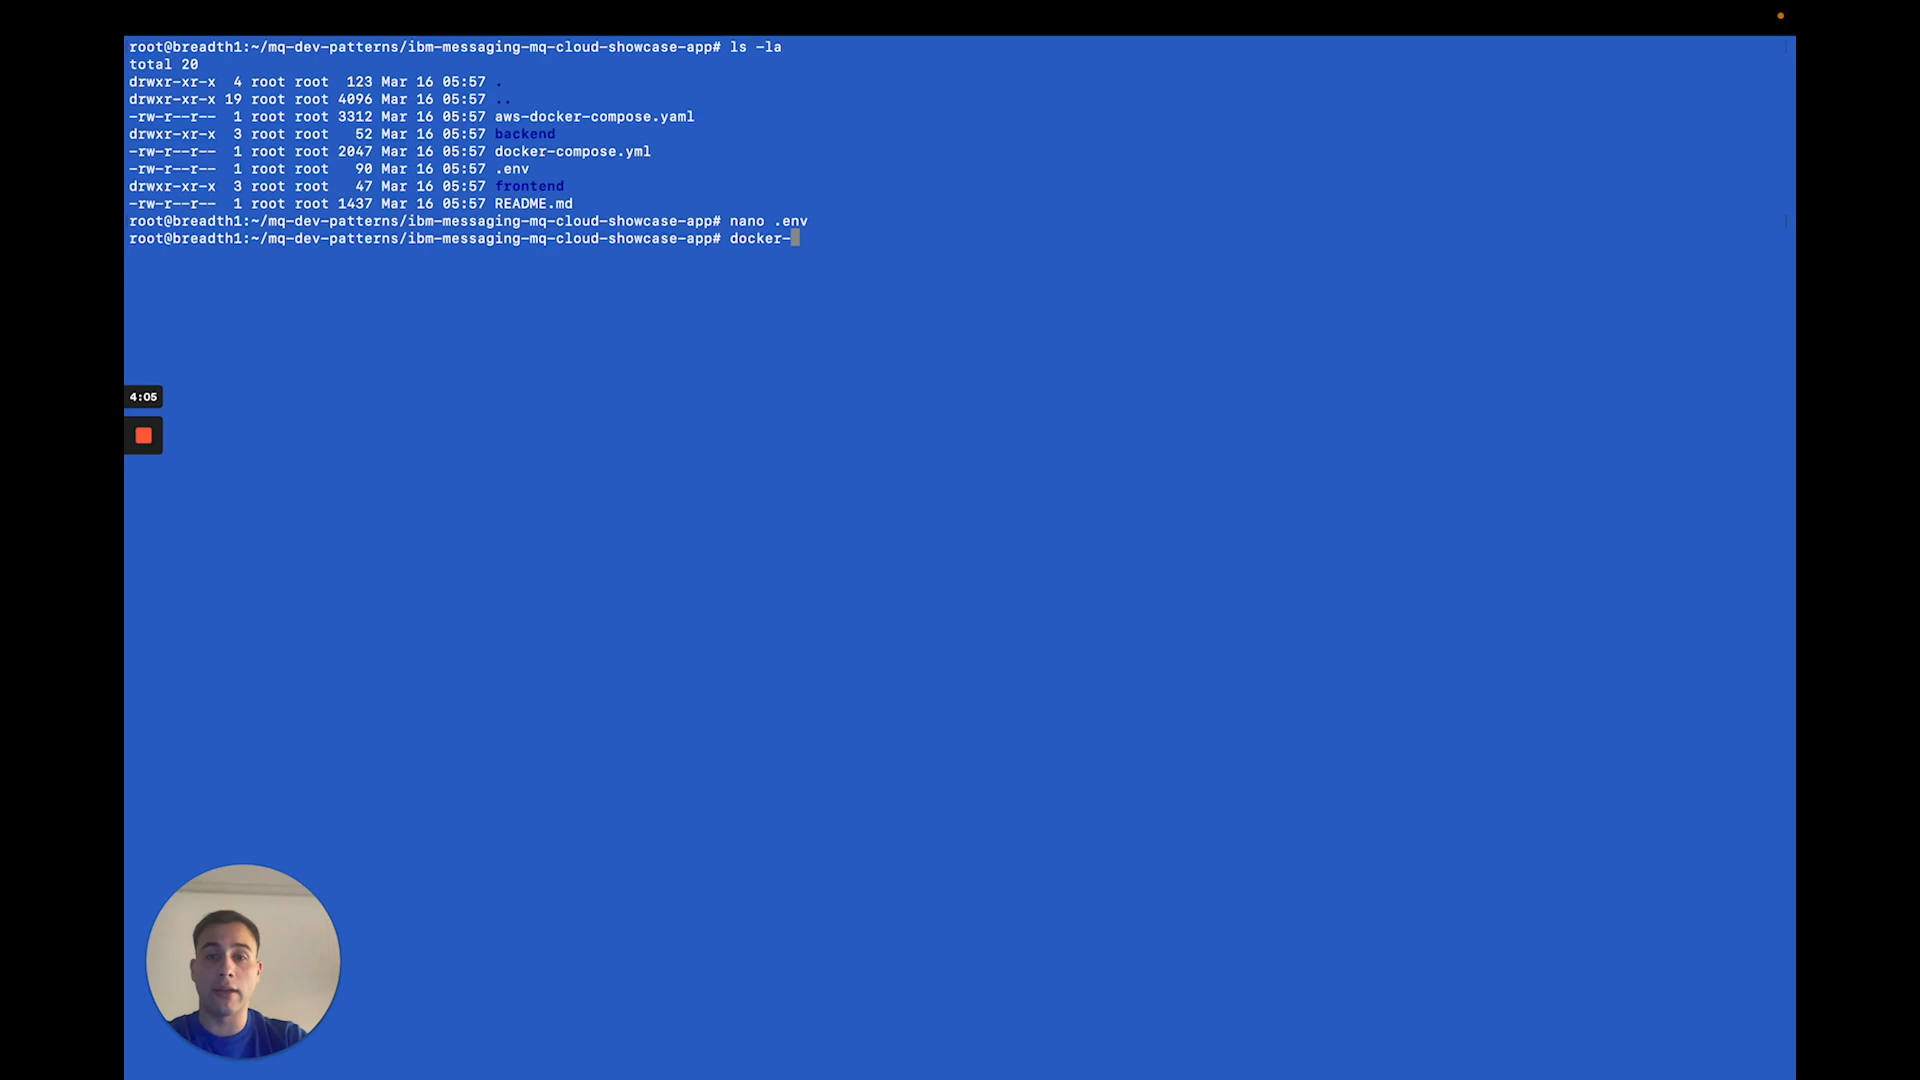 root@breadth1:~/mq-dev-patterns/ibm-messaging-mq-cloud-showcase-app# ls -la
total 20
drwxr-xr-x  4 root root  123 Mar 16 05:57 .
drwxr-xr-x 19 root root 4096 Mar 16 05:57 ..
-rw-r--r--  1 root root 3312 Mar 16 05:57 aws-docker-compose.yaml
drwxr-xr-x  3 root root   52 Mar 16 05:57 backend
-rw-r--r--  1 root root 2047 Mar 16 05:57 docker-compose.yml
-rw-r--r--  1 root root   90 Mar 16 05:57 .env
drwxr-xr-x  3 root root   47 Mar 16 05:57 frontend
-rw-r--r--  1 root root 1437 Mar 16 05:57 README.md
root@breadth1:~/mq-dev-patterns/ibm-messaging-mq-cloud-showcase-app# nano .env
root@breadth1:~/mq-dev-patterns/ibm-messaging-mq-cloud-showcase-app# docker-
4:05